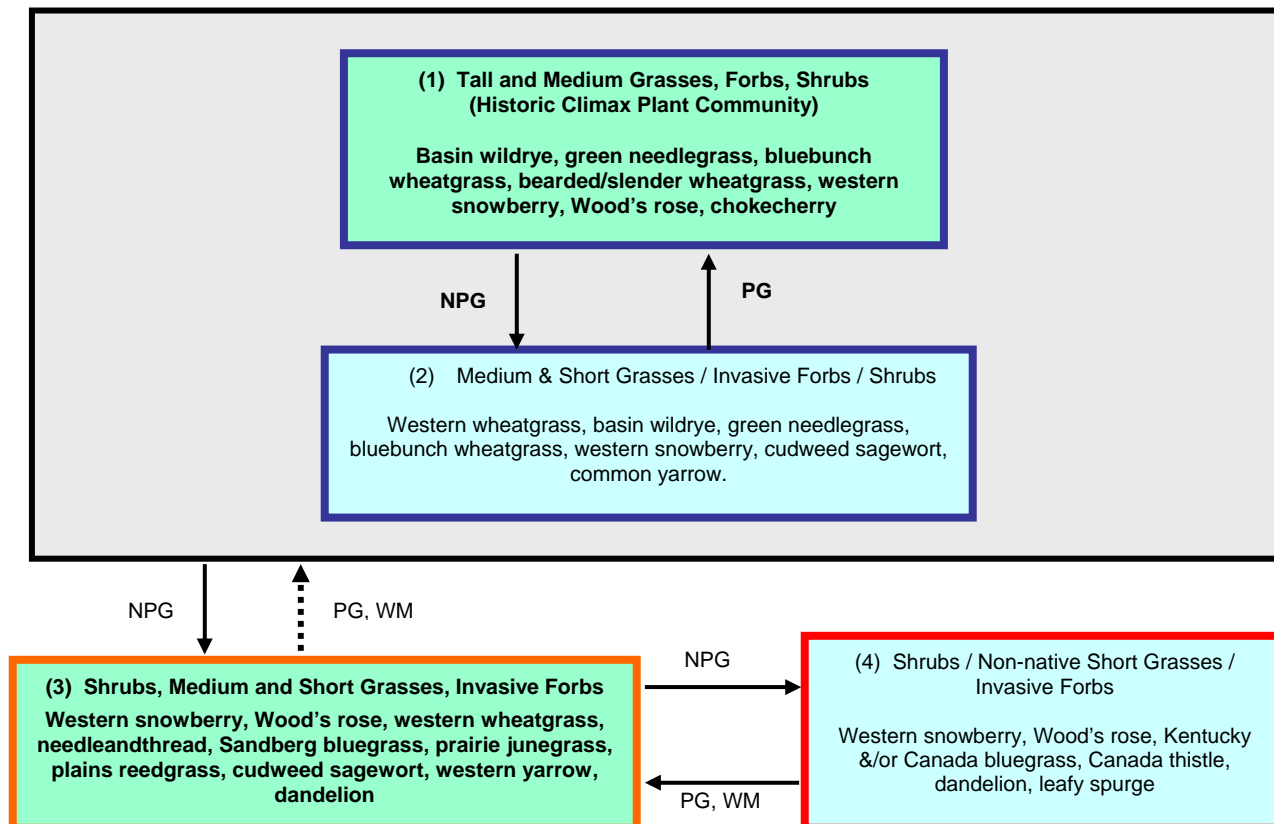 (1) Tall and Medium Grasses, Forbs, Shrubs
(Historic Climax Plant Community)
Basin wildrye, green needlegrass, bluebunch
wheatgrass, bearded/slender wheatgrass, western
snowberry, Wood's rose, chokecherry
NPG
PG
(2) Medium & Short Grasses / Invasive Forbs / Shrubs
Western wheatgrass, basin wildrye, green needlegrass,
bluebunch wheatgrass, western snowberry, cudweed sagewort,
common yarrow.
NPG
PG, WM
(3) Shrubs, Medium and Short Grasses, Invasive Forbs
Western snowberry, Wood's rose, western wheatgrass,
needleandthread, Sandberg bluegrass, prairie junegrass,
plains reedgrass, cudweed sagewort, western yarrow,
dandelion
NPG
PG, WM
(4) Shrubs / Non-native Short Grasses /
Invasive Forbs
Western snowberry, Wood's rose, Kentucky
&/or Canada bluegrass, Canada thistle,
dandelion, leafy spurge